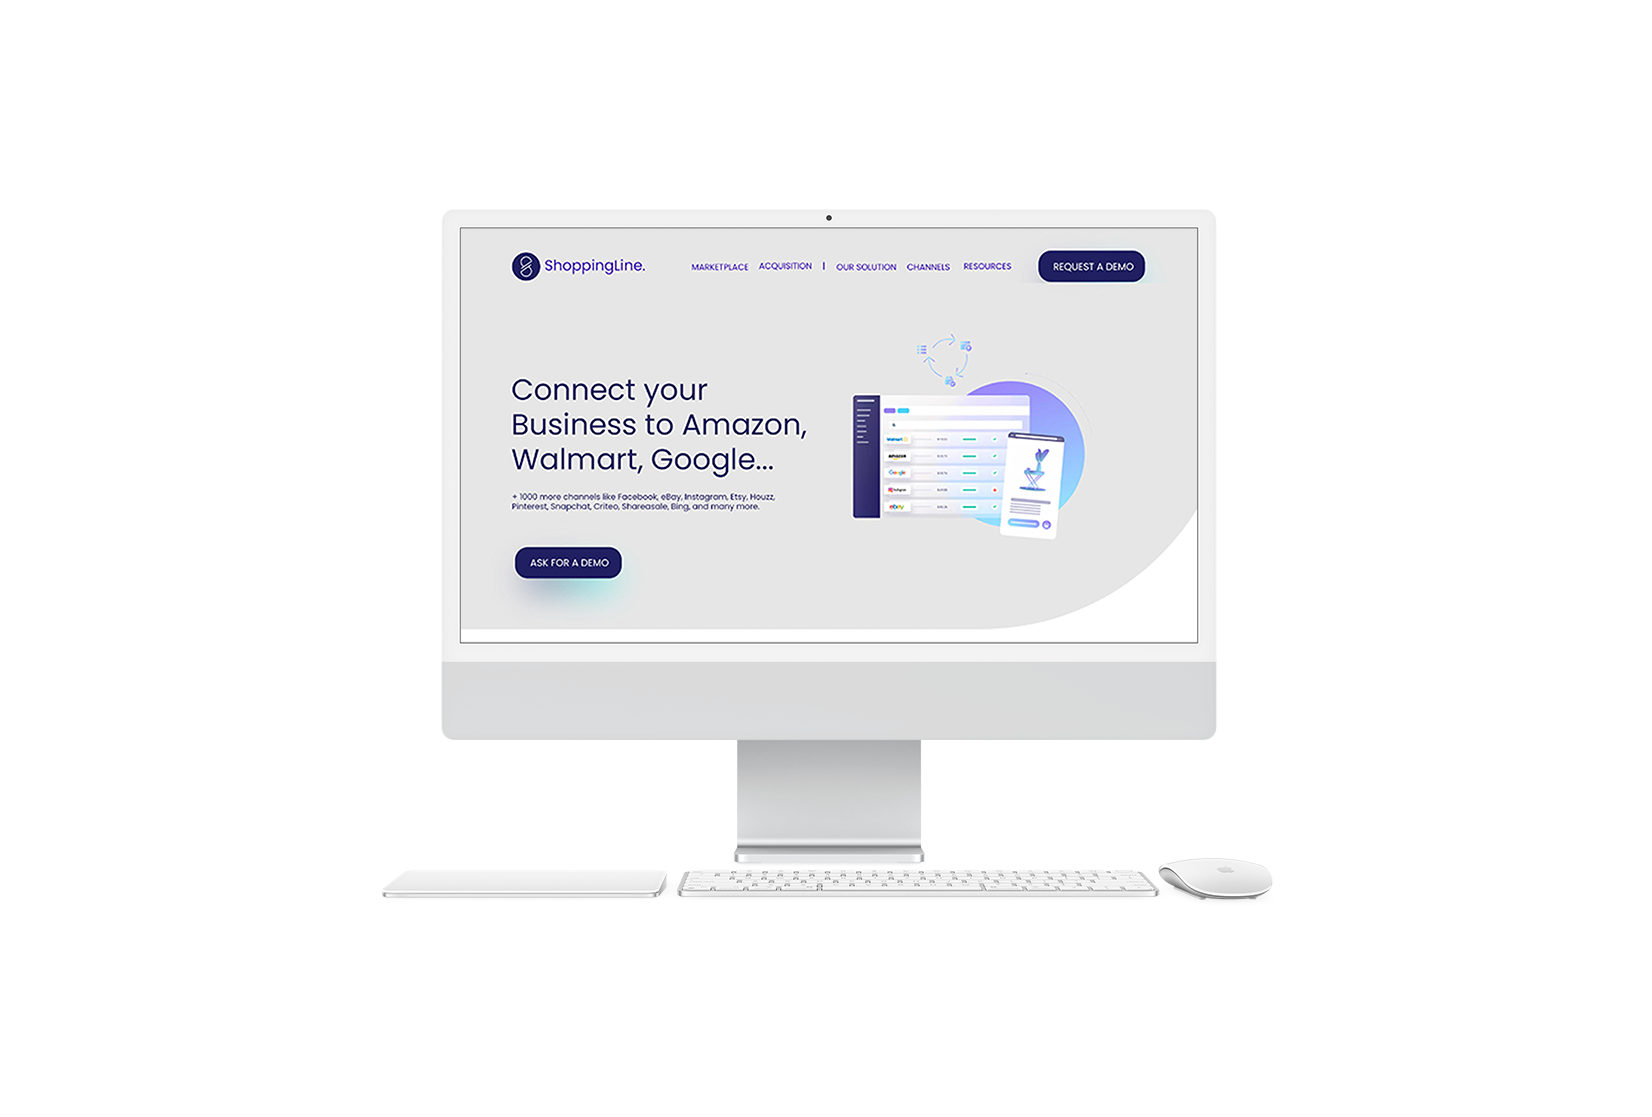 ShoppingLine.
MARKETPLACE ACQUISITION | OUR SOLUTION CHANNELS RESOURCES
REQUEST A DEMO
Connect your
Business to Amazon,
Walmart, Google...
+ 1000 more channels like Facebook, eBay, Instagram, Etsy, Houzz,
Pinterest, Snapchat, Criteo, Shareasale, Bing, and many more.
ASK FOR A DEMO
Walmart
amazon
Google
Instagram
ebay